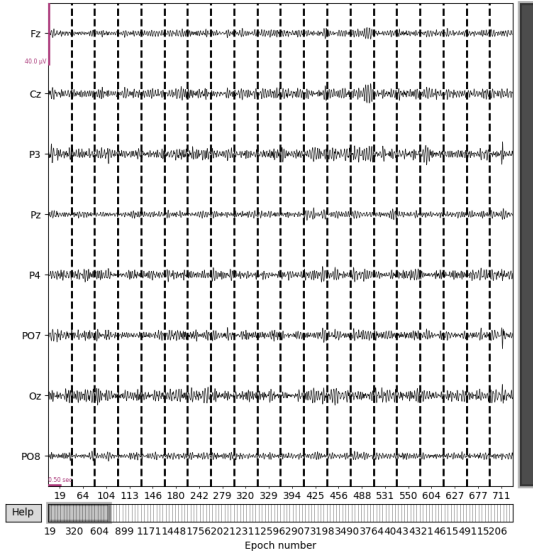 Fz
40.0 µV
Cz
P3
Pz
P4
PO7
Oz
PO8
0.50 sec
19 64 104 113 146 180 242 279 320 329 394 425 456 488 531 550 604 627 677 711
Help
19 320 604 899 1171 1448 1756 2021 2311 2596 2907 3198 3490 3764 4043 4321 4615 4911 5206
Epoch number